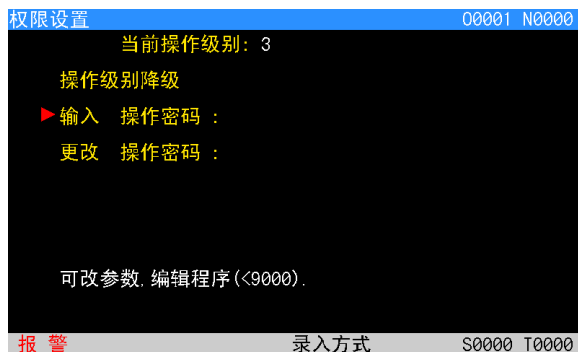 权限设置 O0001 N0000
当前操作级别: 3
操作级别降级
输入 操作密码 :
更改 操作密码 :
可改参数,编辑程序(<9000).
报 警 录入方式 S0000 T0000